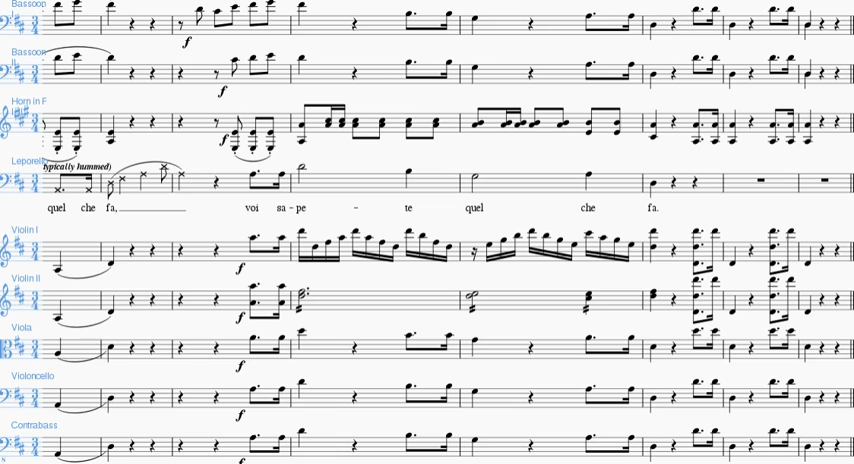 Bassoon
f
Bassoon
f
Horn in F
f
typically hummed)
Leporello
quel che fa, voi sa - pe - te quel che fa.
Violin I
f
Violin II
f
Viola
f
Violoncello
f
Contrabass
f